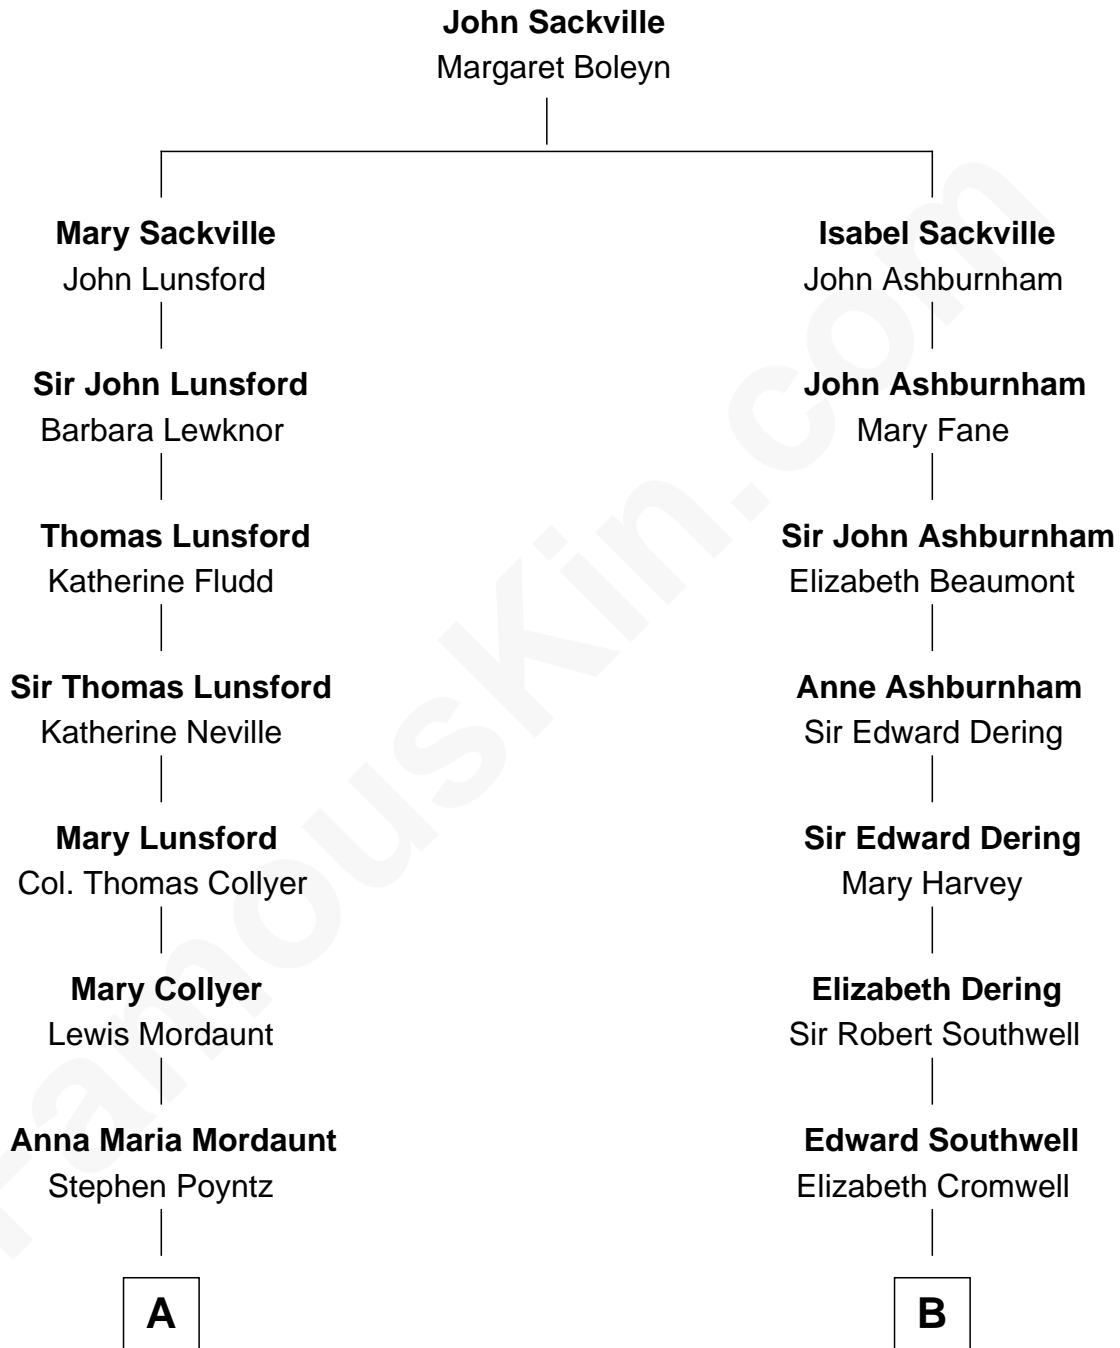 John Sackville
Margaret Boleyn
Mary Sackville
John Lunsford
Isabel Sackville
John Ashburnham
Sir John Lunsford
Barbara Lewknor
John Ashburnham
Mary Fane
Thomas Lunsford
Katherine Fludd
Sir John Ashburnham
Elizabeth Beaumont
Sir Thomas Lunsford
Katherine Neville
Anne Ashburnham
Sir Edward Dering
Mary Lunsford
Col. Thomas Collyer
Sir Edward Dering
Mary Harvey
Mary Collyer
Lewis Mordaunt
Elizabeth Dering
Sir Robert Southwell
Anna Maria Mordaunt
Stephen Poyntz
Edward Southwell
Elizabeth Cromwell
A
B
FamousKin.com